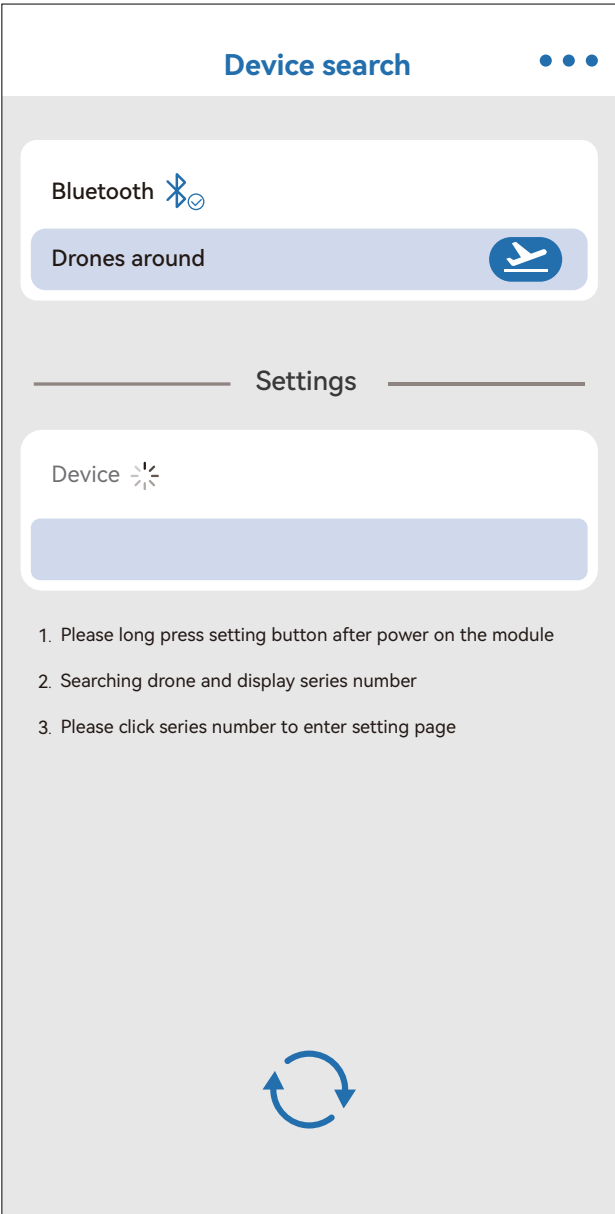 Device search
Bluetooth
Drones around
Settings
Device
1. Please long press setting button after power on the module
2. Searching drone and display series number
3. Please click series number to enter setting page